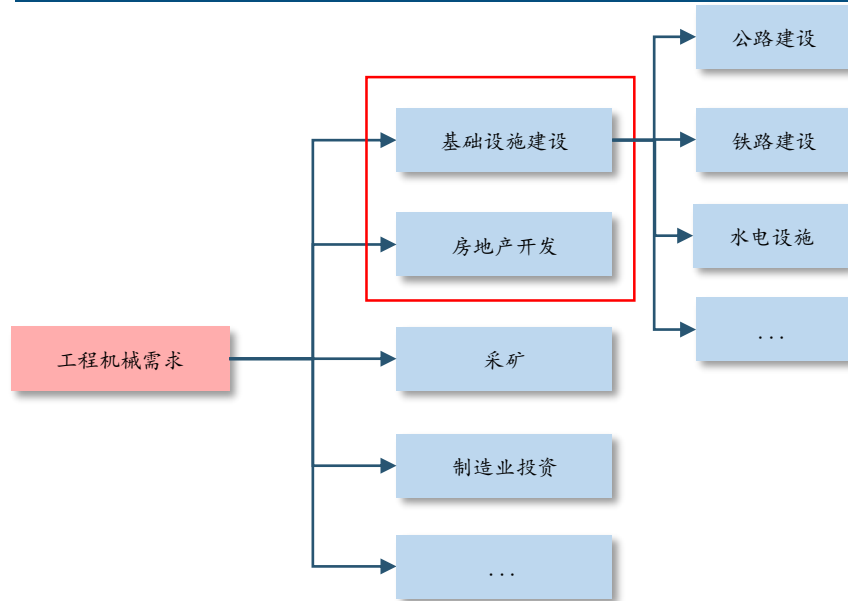 公路建设
基础设施建设
铁路建设
房地产开发
水电设施
工程机械需求
采矿
...
制造业投资
...